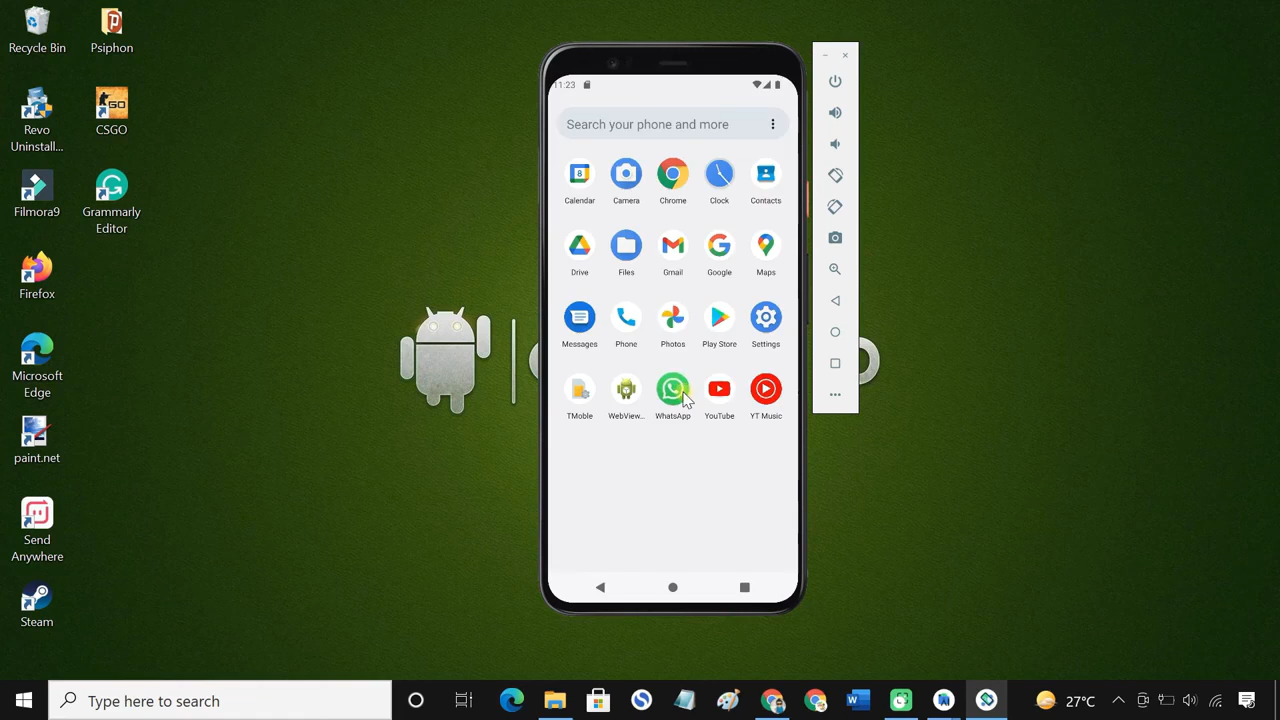 Recycle Bin
Psiphon
Revo
Uninstall...
GO
CSGO
Filmora9
Grammarly
Editor
Firefox
Microsoft
Edge
paint.net
Send
Anywhere
Steam
11:23
Search your phone and more
8
Calendar
Camera
Chrome
Clock
Contacts
Drive
Files
Gmail
Google
Maps
Messages
Phone
Photos
Play Store
Settings
TMoble
WebView...
WhatsApp
YouTube
YT Music
Type here to search
27°C